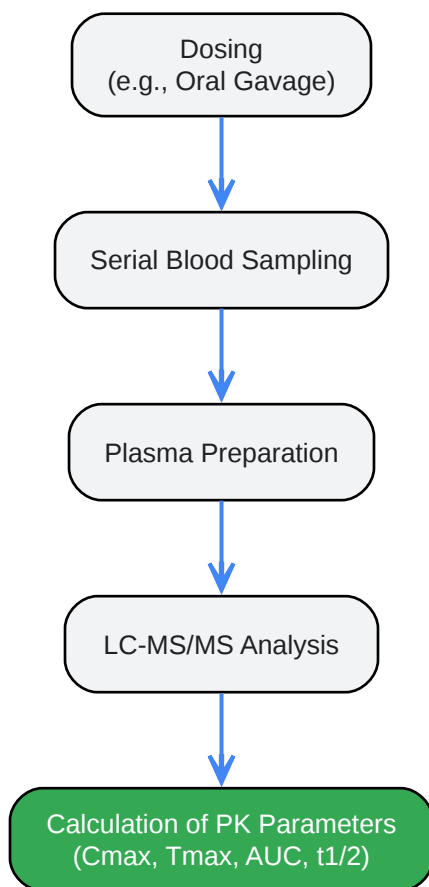 Dosing
(e.g., Oral Gavage)
Serial Blood Sampling
Plasma Preparation
LC-MS/MS Analysis
Calculation of PK Parameters
(Cmax, Tmax, AUC, t1/2)